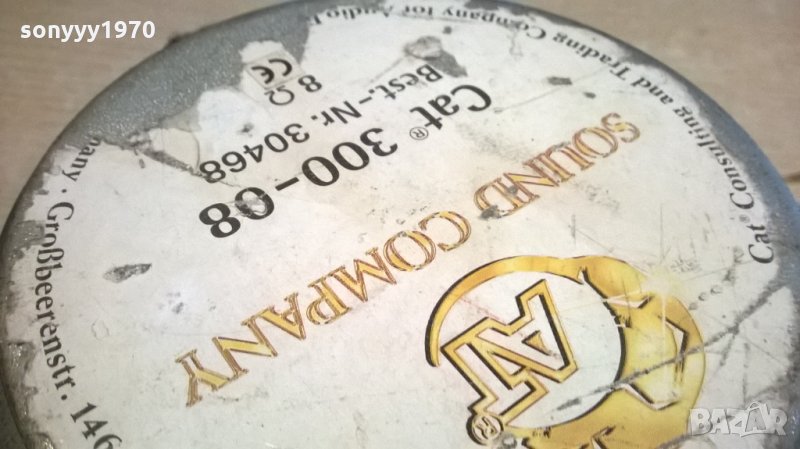 sonyyy1970
Cat® Consulting and Trading Company for Audio
CAT®
SOUND COMPANY
Cat® 300-08
Best.-Nr. 30468
8 Ω CE
Großbeerenstr. 146
BAZAR